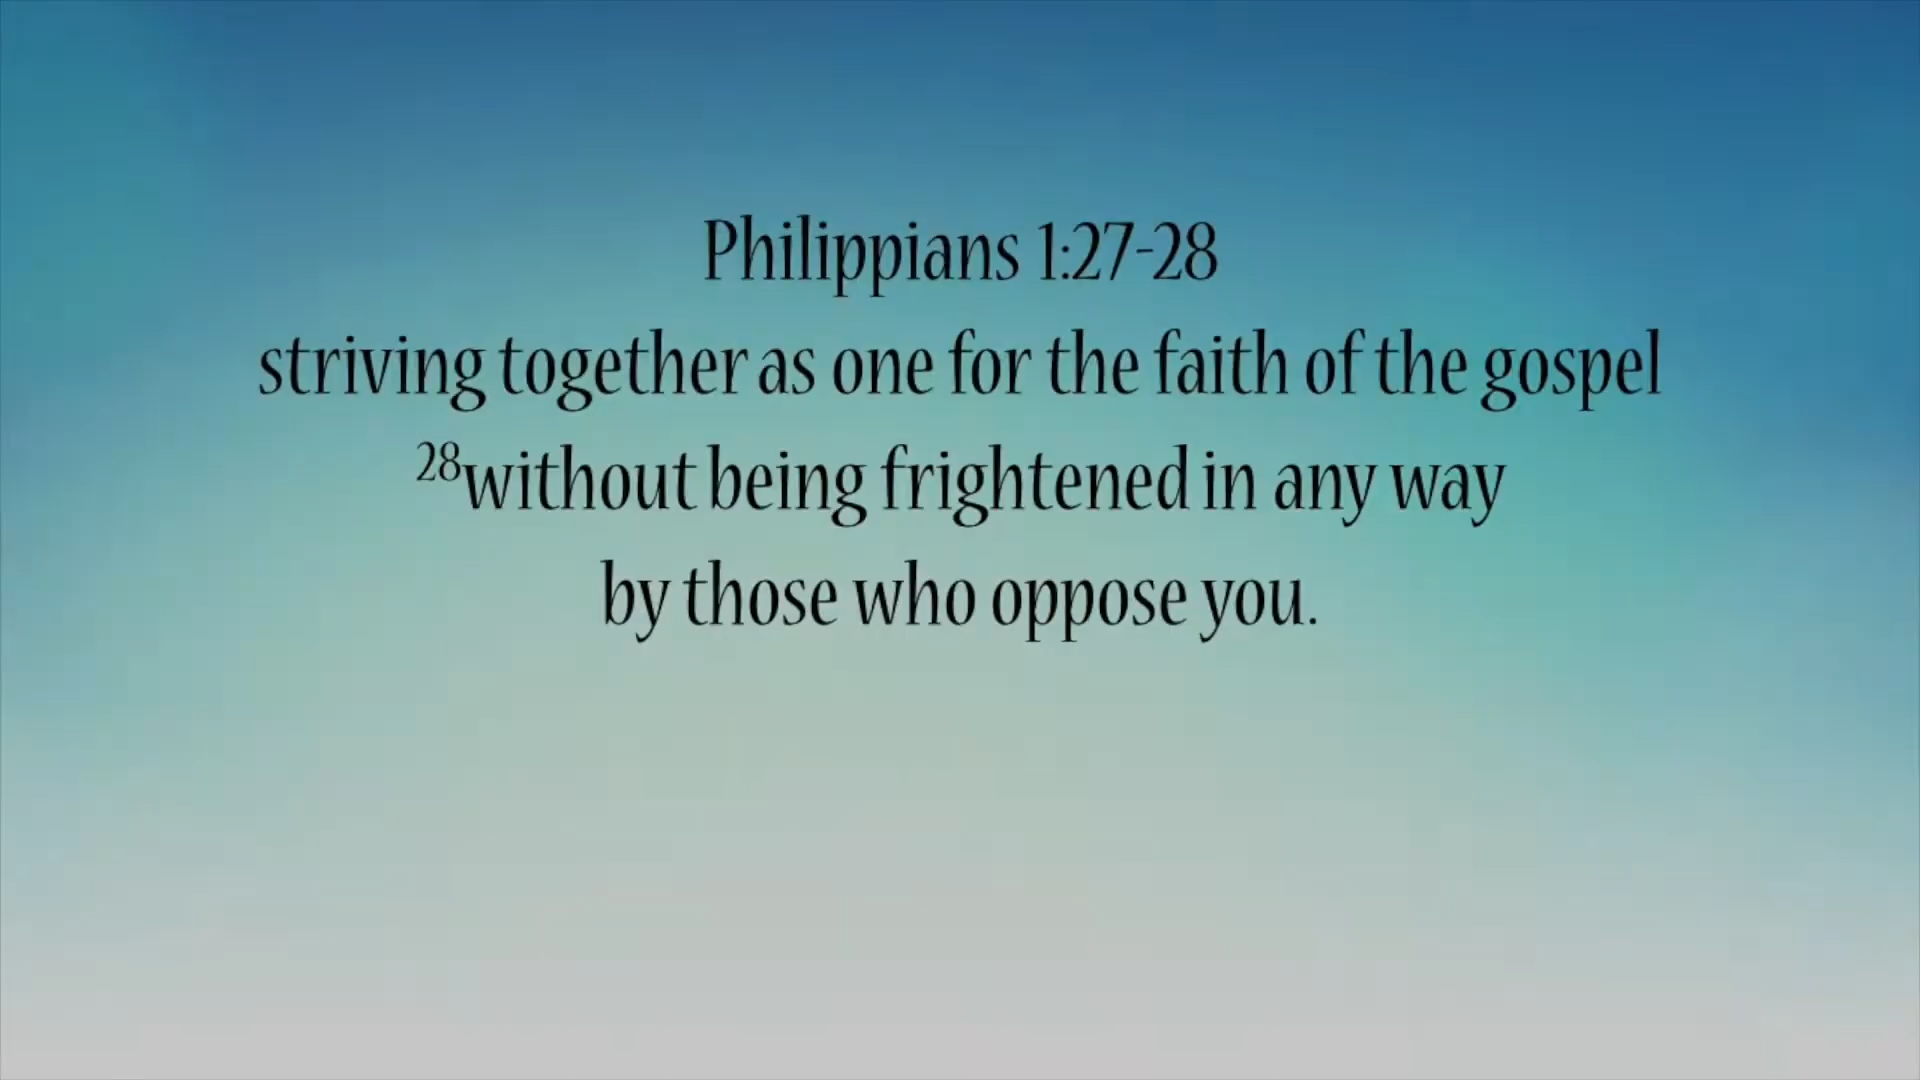 Philippians 1:27-28
striving together as one for the faith of the gospel
28without being frightened in any way
by those who oppose you.